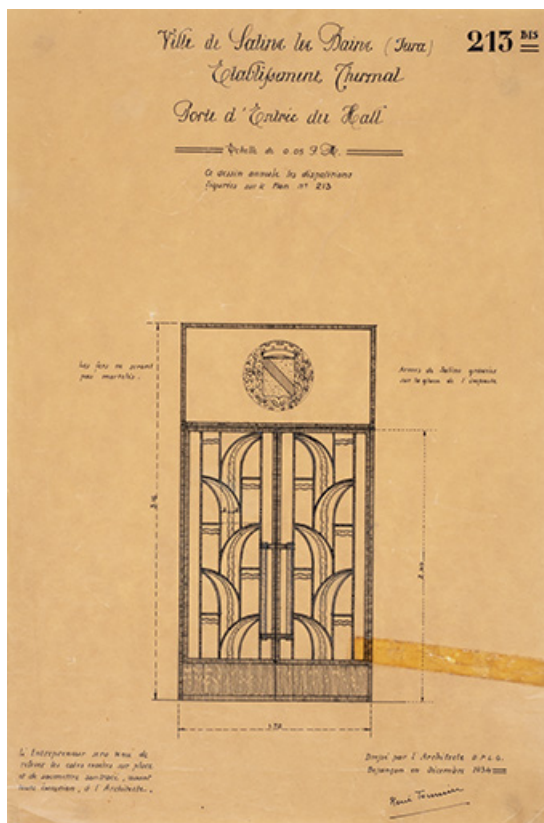 Ville de Salins les Bains (Jura)
213 BIS
Etablissement Thermal
Porte d'Entrée du Hall
Echelle de 0.05 P.M.
Ce dessin annule les dispositions
figurées sur le Plan n° 213
Les fers ne seront
pas martelés.
Armes de Salins gravées
sur la glace de l'imposte
L'Entrepreneur sera tenu de
relever les cotes exactes sur place
et de soumettre avant
toute exécution, à l'Architecte.
Dressé par l'Architecte D.P.L.G.
Besançon en Décembre 1934
René Tournier